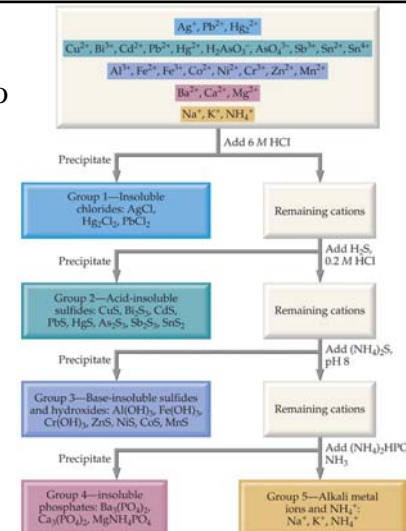 Ag⁺, Pb²⁺, Hg₂²⁺
Cu²⁺, Bi³⁺, Cd²⁺, Pb²⁺, Hg²⁺, H₂AsO₃⁻, AsO₄³⁻, Sb³⁺, Sn²⁺, Sn⁴⁺
Al³⁺, Fe²⁺, Fe³⁺, Co²⁺, Ni²⁺, Cr³⁺, Zn²⁺, Mn²⁺
Ba²⁺, Ca²⁺, Mg²⁺
Na⁺, K⁺, NH₄⁺
Add 6 M HCl
Precipitate
Group 1—Insoluble
chlorides: AgCl,
Hg₂Cl₂, PbCl₂
Remaining cations
Add H₂S,
0.2 M HCl
Precipitate
Group 2—Acid-insoluble
sulfides: CuS, Bi₂S₃, CdS,
PbS, HgS, As₂S₃, Sb₂S₃, SnS₂
Remaining cations
Add (NH₄)₂S,
pH 8
Precipitate
Group 3—Base-insoluble sulfides
and hydroxides: Al(OH)₃, Fe(OH)₃,
Cr(OH)₃, ZnS, NiS, CoS, MnS
Remaining cations
Add (NH₄)₂HPO
NH₃
Precipitate
Group 4—insoluble
phosphates: Ba₃(PO₄)₂,
Ca₃(PO₄)₂, MgNH₄PO₄
Group 5—Alkali metal
ions and NH₄⁺:
Na⁺, K⁺, NH₄⁺